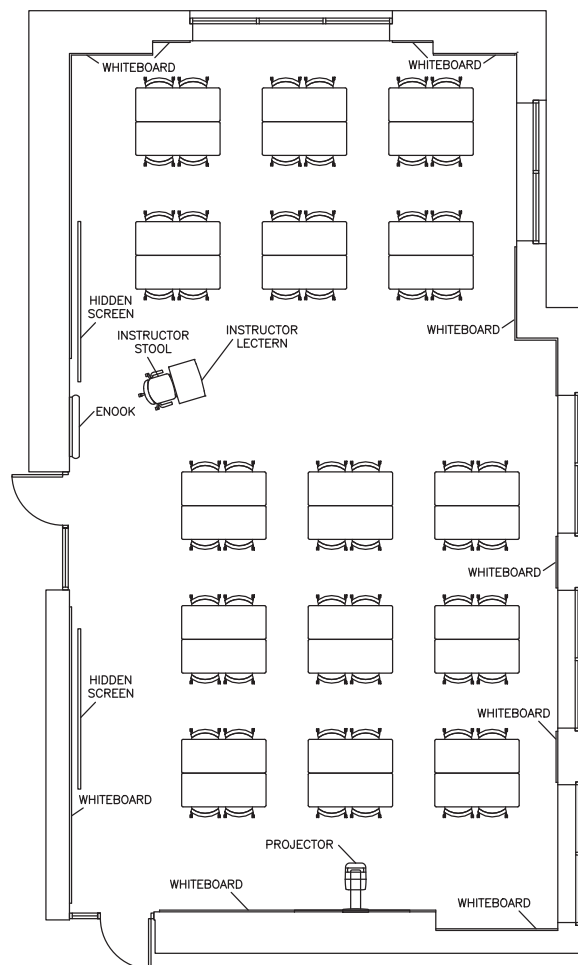 WHITEBOARD
WHITEBOARD
HIDDEN
SCREEN
INSTRUCTOR
STOOL
INSTRUCTOR
LECTERN
WHITEBOARD
ENOOK
WHITEBOARD
HIDDEN
SCREEN
WHITEBOARD
WHITEBOARD
PROJECTOR
WHITEBOARD
WHITEBOARD